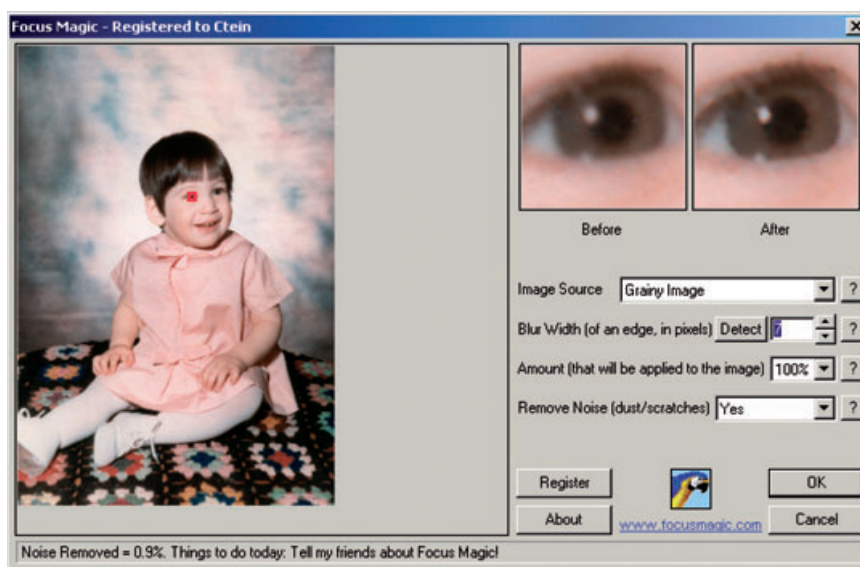 Focus Magic - Registered to Ctein
Before
After
Image Source
Grainy Image
?
Blur Width (of an edge, in pixels)
Detect
7
?
Amount (that will be applied to the image)
100%
?
Remove Noise (dust/scratches)
Yes
?
Register
OK
About
www.focusmagic.com
Cancel
Noise Removed = 0.9%. Things to do today: Tell my friends about Focus Magic!